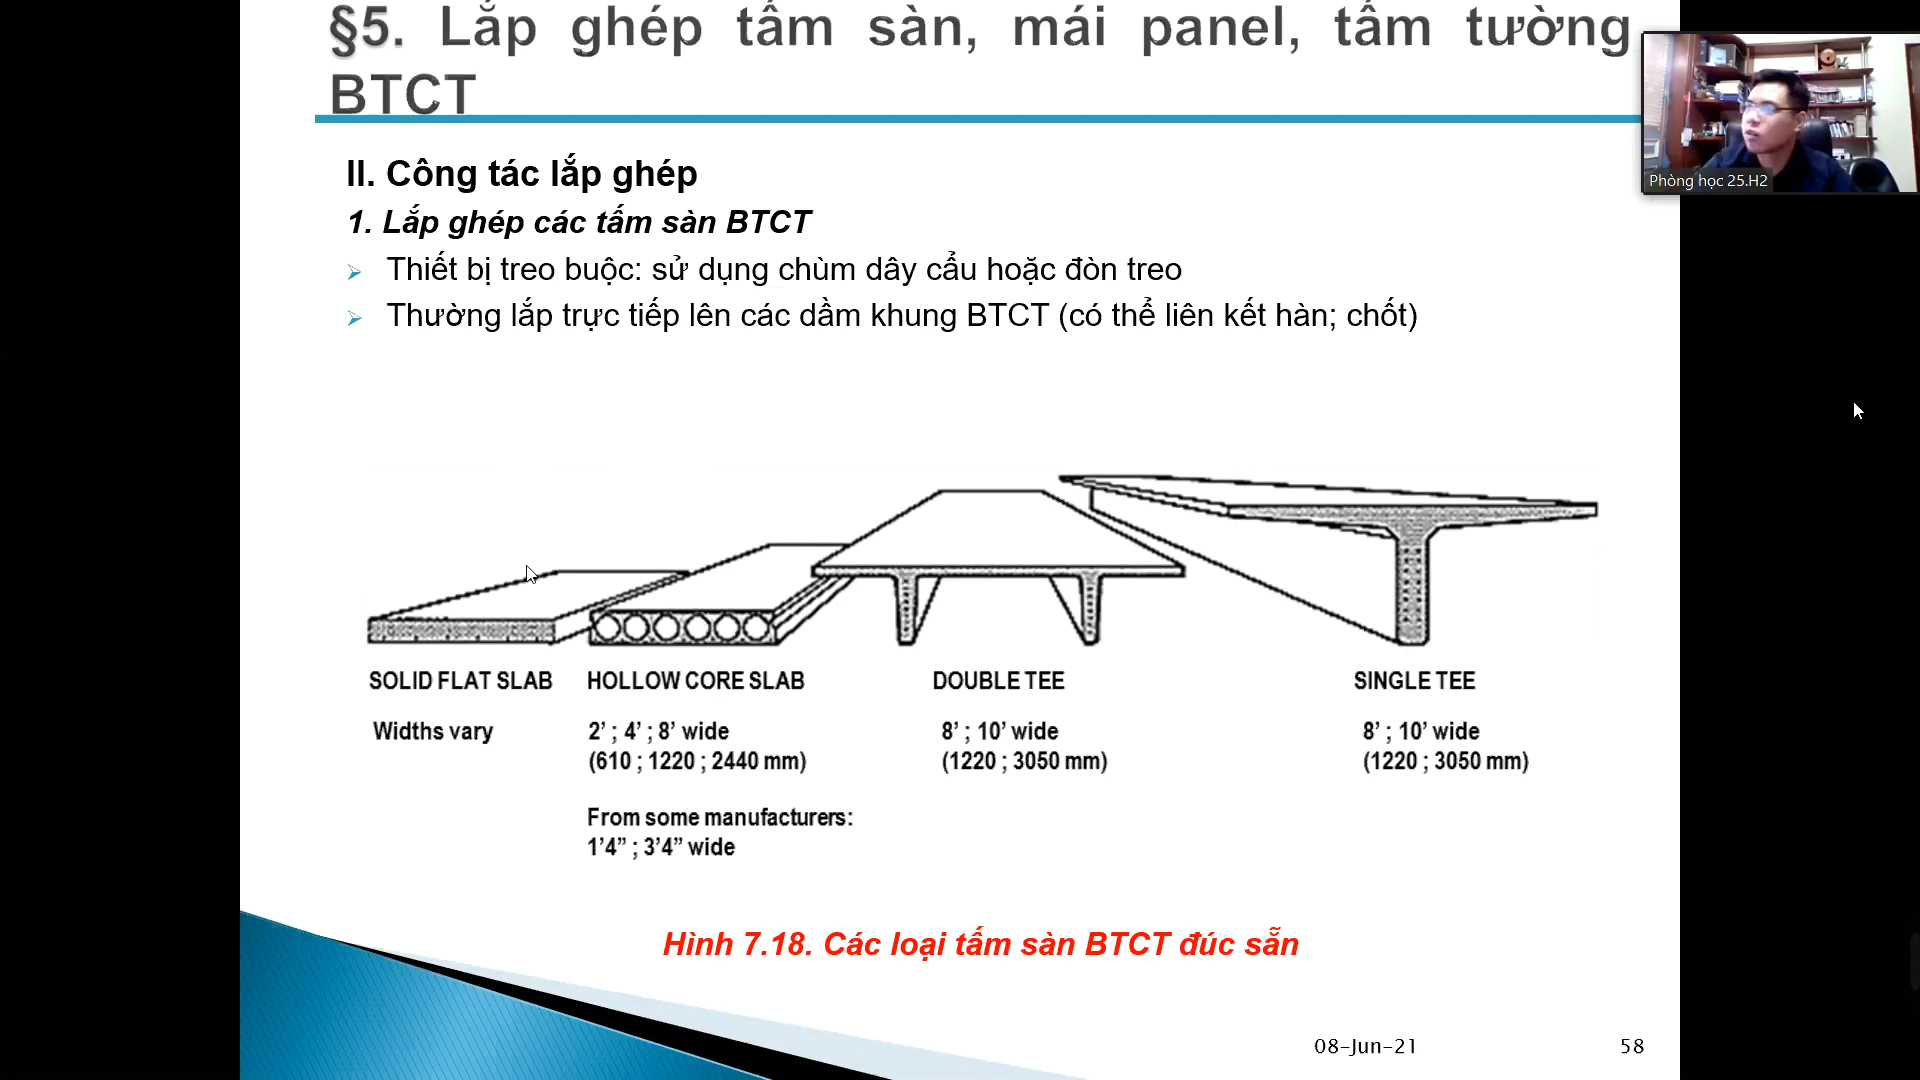 §5. Lắp ghép tấm sàn, mái panel, tấm tường
BTCT
Phòng học 25.H2
II. Công tác lắp ghép
1. Lắp ghép các tấm sàn BTCT
Thiết bị treo buộc: sử dụng chùm dây cẩu hoặc đòn treo
Thường lắp trực tiếp lên các dầm khung BTCT (có thể liên kết hàn; chốt)
SOLID FLAT SLAB
Widths vary
HOLLOW CORE SLAB
2’ ; 4’ ; 8’ wide
(610 ; 1220 ; 2440 mm)
From some manufacturers:
1’4” ; 3’4” wide
DOUBLE TEE
8’ ; 10’ wide
(1220 ; 3050 mm)
SINGLE TEE
8’ ; 10’ wide
(1220 ; 3050 mm)
Hình 7.18. Các loại tấm sàn BTCT đúc sẵn
08-Jun-21
58